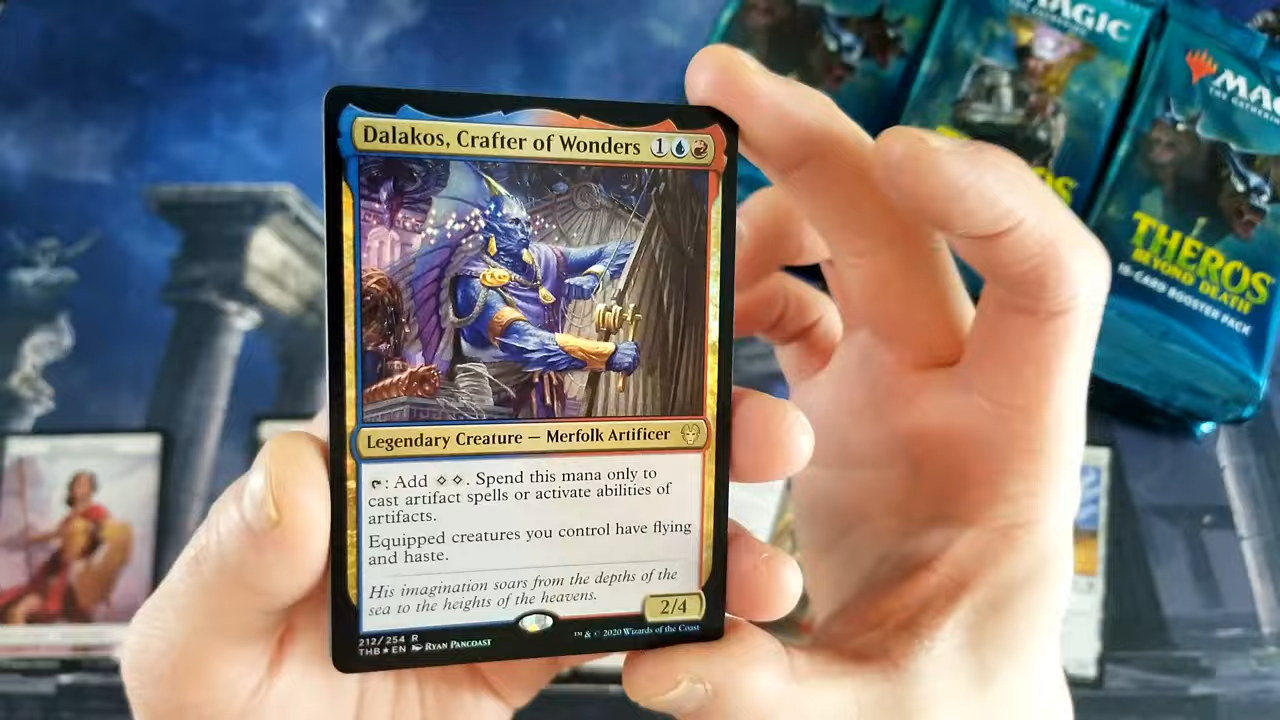 Dalakos, Crafter of Wonders 1
Legendary Creature — Merfolk Artificer
: Add . Spend this mana only to
cast artifact spells or activate abilities of
artifacts.
Equipped creatures you control have flying
and haste.
His imagination soars from the depths of the
sea to the heights of the heavens.
2/4
212/254 R
THB★EN RYAN PANCOAST
™ & © 2020 Wizards of the Coast
MAGIC
THEROS
BEYOND DEATH
15-CARD BOOSTER PACK